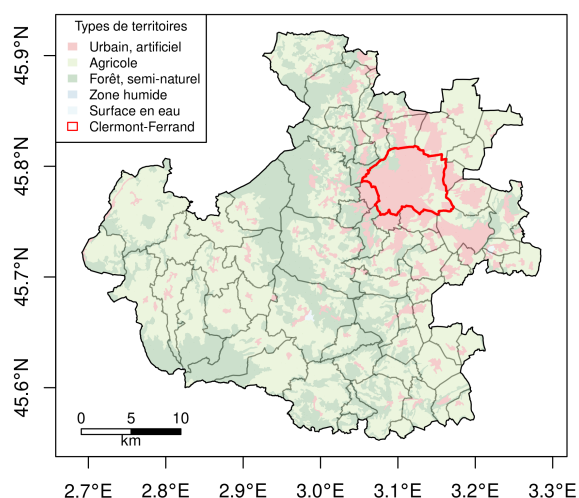 Types de territoires
Urbain, artificiel
Agricole
Forêt, semi-naturel
Zone humide
Surface en eau
Clermont-Ferrand
45.9°N
45.8°N
45.7°N
45.6°N
0 5 10
km
2.7°E 2.8°E 2.9°E 3.0°E 3.1°E 3.2°E 3.3°E